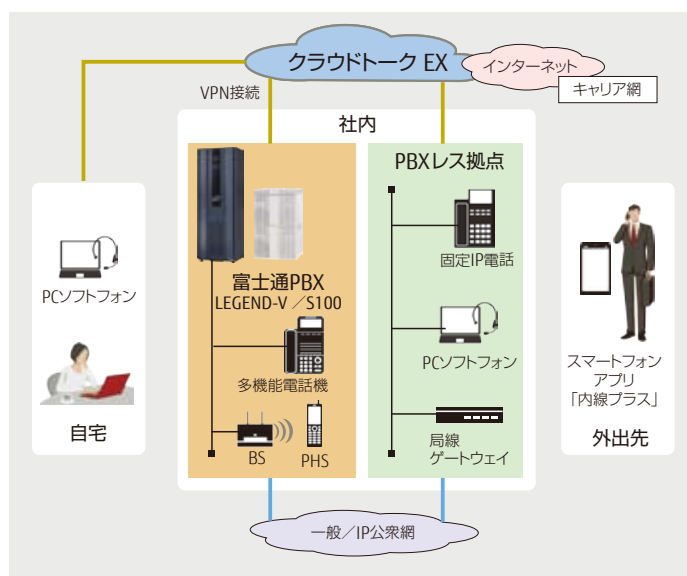 クラウドトーク EX
インターネット
キャリア網
VPN接続
社内
PBXレス拠点
固定IP電話
PCソフトフォン
富士通PBX
LEGEND-V ／S100
PCソフトフォン
多機能電話機
スマートフォン
アプリ
「内線プラス」
自宅
BS
PHS
局線
ゲートウェイ
外出先
一般／IP公衆網